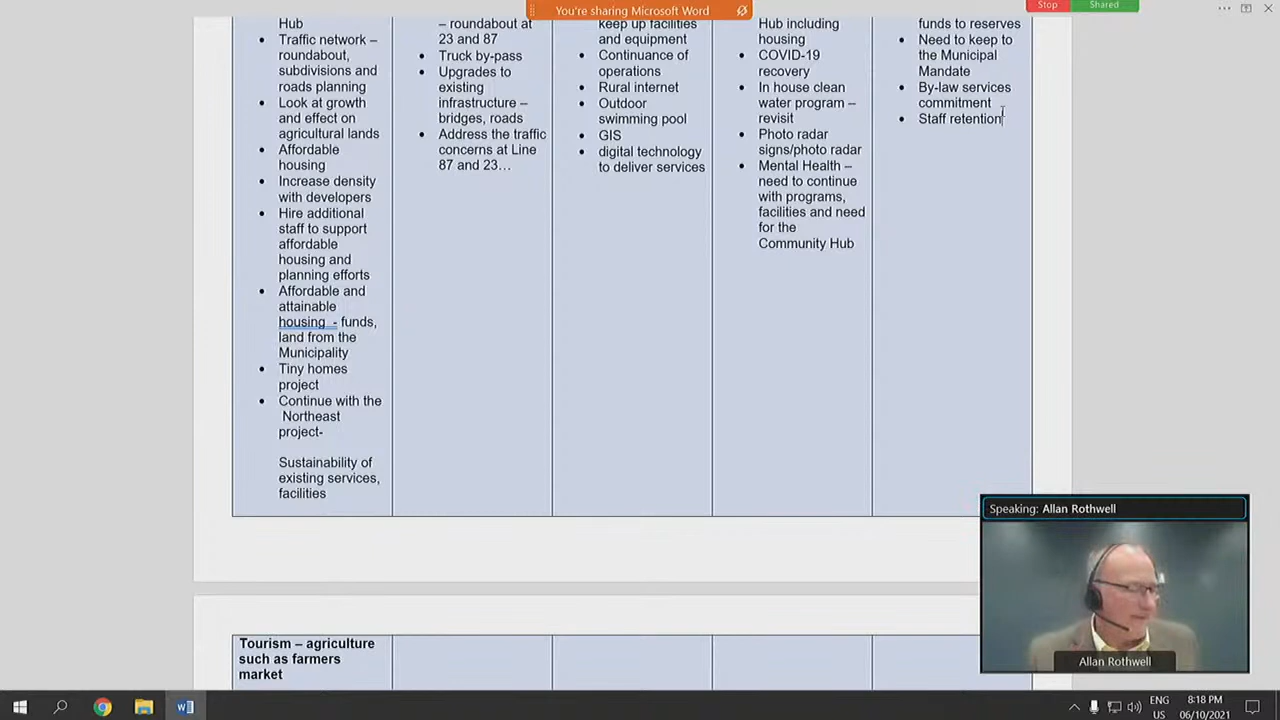 You're sharing Microsoft Word
Stop
Shared
Hub
Traffic network –
roundabout,
subdivisions and
roads planning
Look at growth
and effect on
agricultural lands
Affordable
housing
Increase density
with developers
Hire additional
staff to support
affordable
housing and
planning efforts
Affordable and
attainable
housing - funds,
land from the
Municipality
Tiny homes
project
Continue with the
Northeast
project-
Sustainability of
existing services,
facilities
– roundabout at
23 and 87
Truck by-pass
Upgrades to
existing
infrastructure –
bridges, roads
Address the traffic
concerns at Line
87 and 23…
keep up facilities
and equipment
Continuance of
operations
Rural internet
Outdoor
swimming pool
GIS
digital technology
to deliver services
Hub including
housing
COVID-19
recovery
In house clean
water program –
revisit
Photo radar
signs/photo radar
Mental Health –
need to continue
with programs,
facilities and need
for the
Community Hub
funds to reserves
Need to keep to
the Municipal
Mandate
By-law services
commitment
Staff retention
Tourism – agriculture
such as farmers
market
Speaking: Allan Rothwell
Allan Rothwell
ENG
US
8:18 PM
06/10/2021